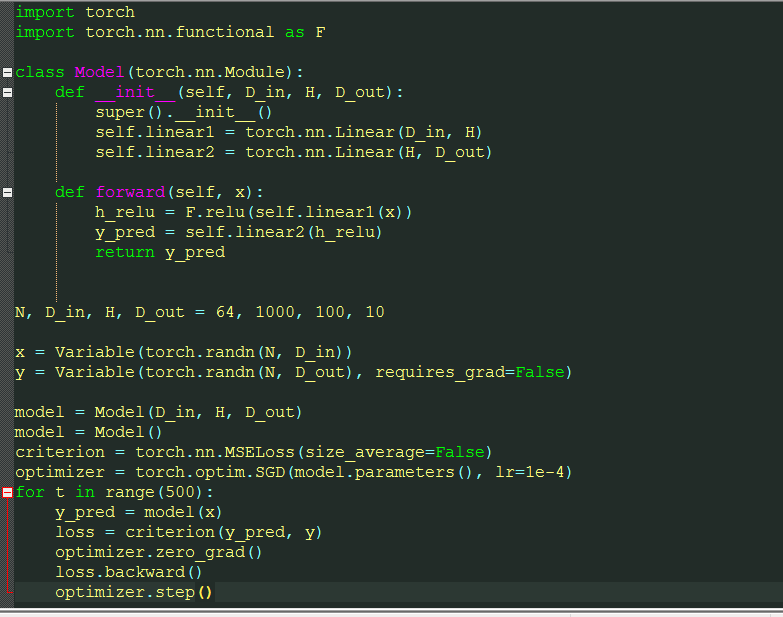 import torch
import torch.nn.functional as F
class Model(torch.nn.Module):
    def __init__(self, D_in, H, D_out):
        super().__init__()
        self.linear1 = torch.nn.Linear(D_in, H)
        self.linear2 = torch.nn.Linear(H, D_out)
    def forward(self, x):
        h_relu = F.relu(self.linear1(x))
        y_pred = self.linear2(h_relu)
        return y_pred
N, D_in, H, D_out = 64, 1000, 100, 10
x = Variable(torch.randn(N, D_in))
y = Variable(torch.randn(N, D_out), requires_grad=False)
model = Model(D_in, H, D_out)
model = Model()
criterion = torch.nn.MSELoss(size_average=False)
optimizer = torch.optim.SGD(model.parameters(), lr=1e-4)
for t in range(500):
    y_pred = model(x)
    loss = criterion(y_pred, y)
    optimizer.zero_grad()
    loss.backward()
    optimizer.step()